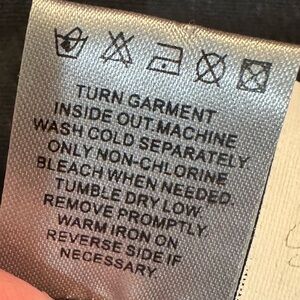 TURN GARMENT
INSIDE OUT.MACHINE
WASH COLD SEPARATELY
ONLY NON-CHLORINE
BLEACH WHEN NEEDED.
TUMBLE DRY LOW
REMOVE PROMPTLY.
WARM IRON ON
REVERSE SIDE IF
NECESSARY